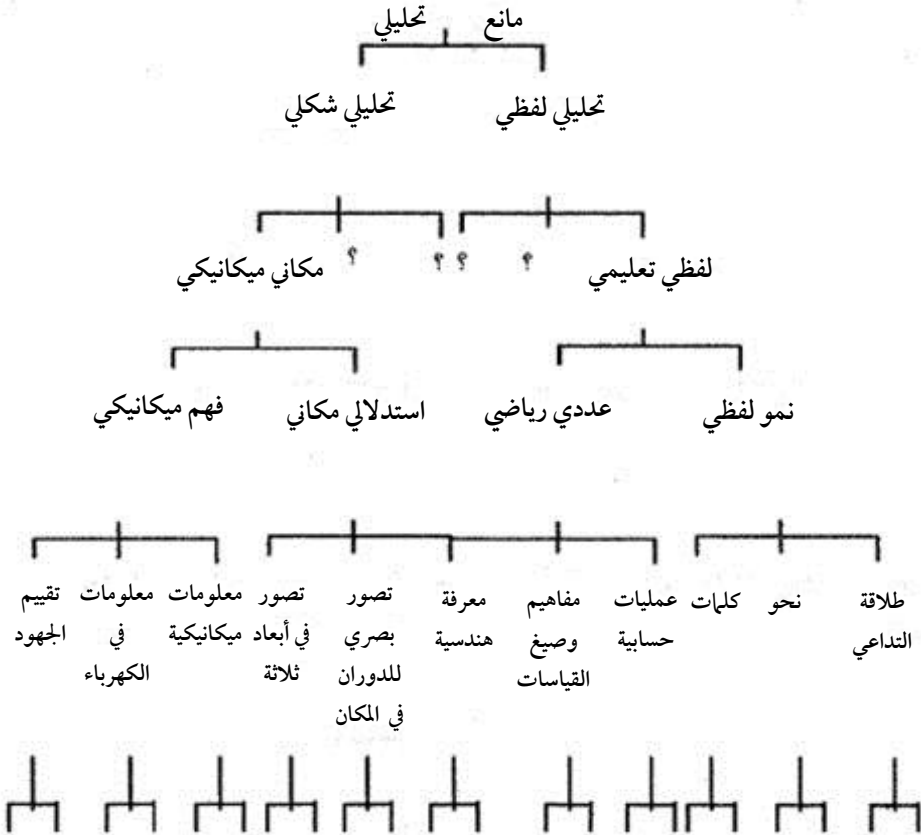 مانع تحليلي
تحليلي لفظي تحليلي شكلي
لفظي تعليمي ؟ ؟ ؟ ؟ مكاني ميكانيكي
نمو لفظي عددي رياضي استدلالي مكاني فهم ميكانيكي
طلاقة نحو كلمات عمليات مفاهيم معرفة تصور تصور معلومات معلومات تقييم
التداعي حسابية وصيغ هندسية بصري في أبعاد ميكانيكية في الجهود
القياسات للدوران ثلاثة الكهرباء
في المكان